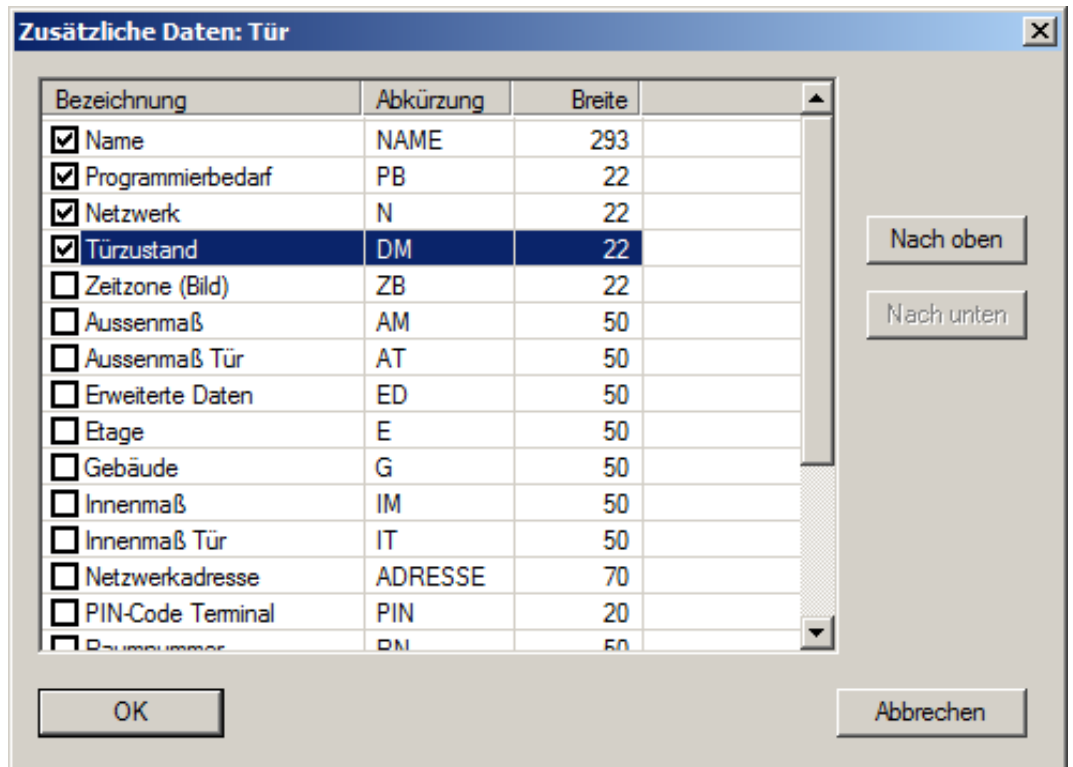 Zusätzliche Daten: Tür
Bezeichnung Abkürzung Breite
Name NAME 293
Programmierbedarf PB 22
Netzwerk N 22
Türzustand DM 22
Zeitzone (Bild) ZB 22
Aussenmaß AM 50
Aussenmaß Tür AT 50
Erweiterte Daten ED 50
Etage E 50
Gebäude G 50
Innenmaß IM 50
Innenmaß Tür IT 50
Netzwerkadresse ADRESSE 70
PIN-Code Terminal PIN 20
Raumnummer RN 50
Nach oben
Nach unten
OK
Abbrechen